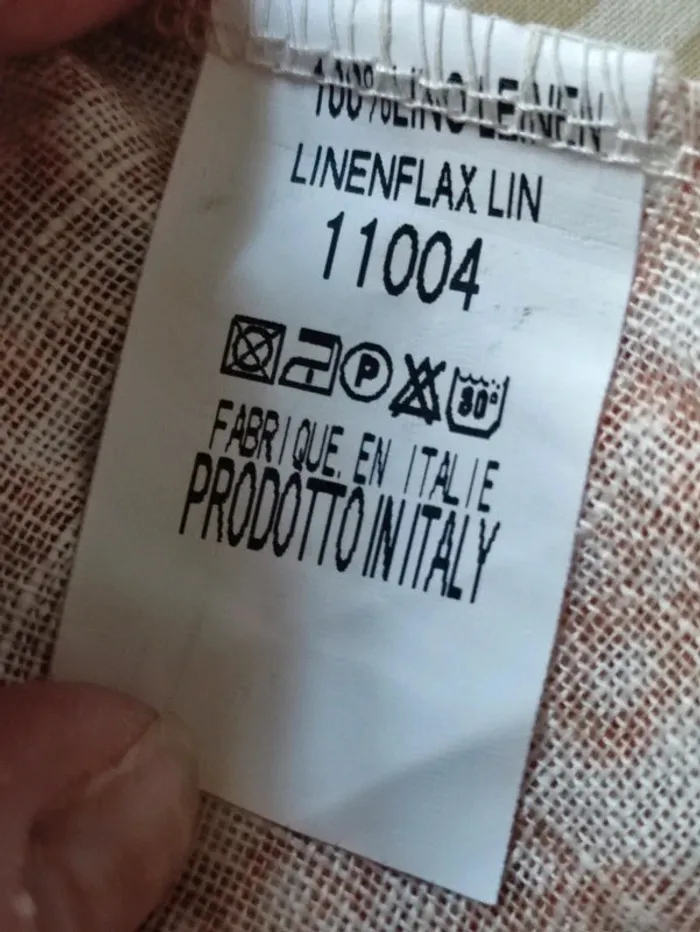 100%LINO LEINEN
LINENFLAX LIN
11004
P
30°
FABRIQUE. EN ITALIE
PRODOTTO IN ITALY